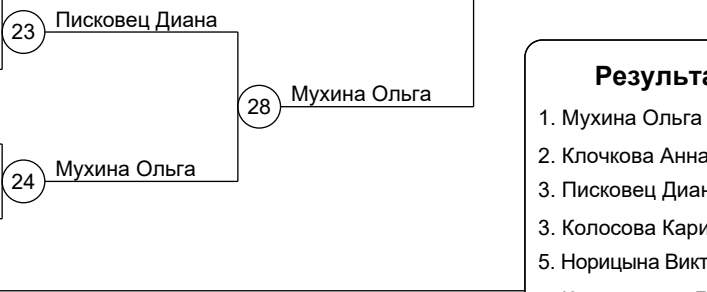 23 Писковец Диана
28 Мухина Ольга
24 Мухина Ольга
Результа
1. Мухина Ольга
2. Клочкова Анна
3. Писковец Диан
3. Колосова Кари
5. Норицына Викт